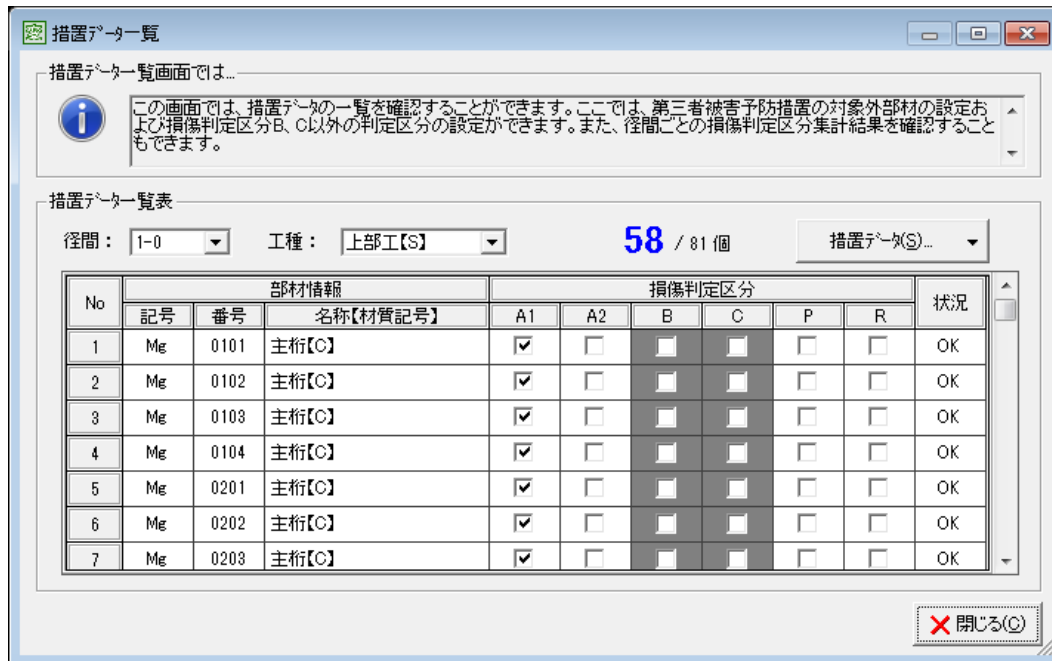 措置ﾃﾞｰﾀ一覧
措置ﾃﾞｰﾀ一覧画面では...
この画面では、措置ﾃﾞｰﾀの一覧を確認することができます。ここでは、第三者被害予防措置の対象外部材の設定お
よび損傷判定区分B、C以外の判定区分の設定ができます。また、径間ごとの損傷判定区分集計結果を確認すること
もできます。
措置ﾃﾞｰﾀ一覧表
径間： 1-0 工種： 上部工【S】 58 / 81 個 措置ﾃﾞｰﾀ(S)...
No 部材情報 損傷判定区分 状況
記号 番号 名称【材質記号】 A1 A2 B C P R
1 Mg 0101 主桁【C】 OK
2 Mg 0102 主桁【C】 OK
3 Mg 0103 主桁【C】 OK
4 Mg 0104 主桁【C】 OK
5 Mg 0201 主桁【C】 OK
6 Mg 0202 主桁【C】 OK
7 Mg 0203 主桁【C】 OK
閉じる(C)